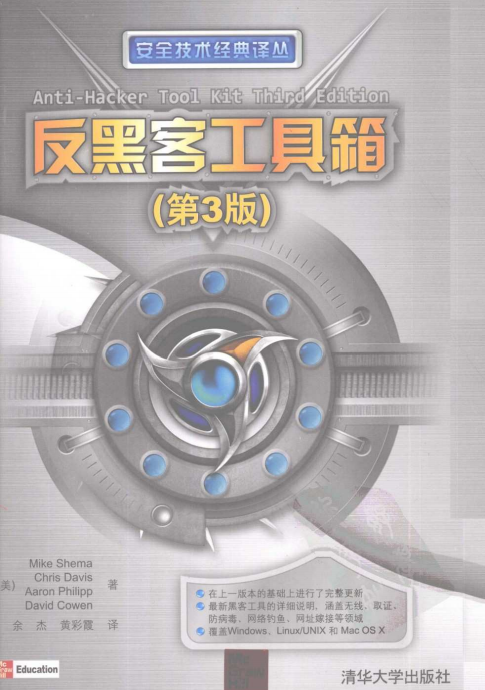 安全技术经典译丛
Anti-Hacker Tool Kit Third Edition
反黑客工具箱
(第3版)
美)
Mike Shema
Chris Davis
Aaron Philipp
David Cowen
著
余 杰 黄彩霞 译
在上一版本的基础上进行了完整更新
最新黑客工具的详细说明，涵盖无线、取证、
防病毒、网络钓鱼、网址嫁接等领域
覆盖Windows、Linux/UNIX 和 Mac OS X
Education
清华大学出版社